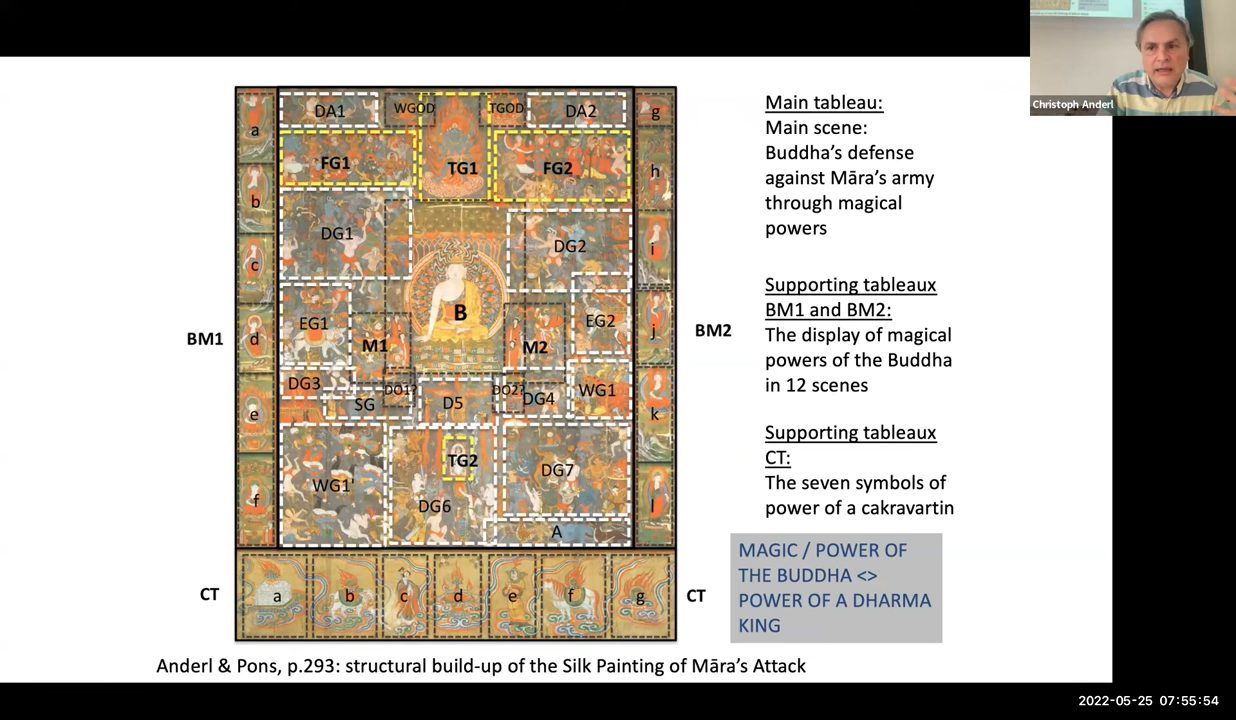 Christoph Anderl
DA1
WGOD
TGOD
DA2
g
a
FG1
TG1
FG2
h
b
DG1
DG2
i
c
B
EG1
EG2
BM1
d
M1
M2
j
BM2
DG3
DO1?
DO2?
SG
D5
DG4
WG1
e
k
TG2
DG7
WG1'
DG6
f
l
A
CT
a
b
c
d
e
f
g
CT
Main tableau:
Main scene:
Buddha’s defense
against Māra’s army
through magical
powers
Supporting tableaux
BM1 and BM2:
The display of magical
powers of the Buddha
in 12 scenes
Supporting tableaux
CT:
The seven symbols of
power of a cakravartin
MAGIC / POWER OF
THE BUDDHA <>
POWER OF A DHARMA
KING
Anderl & Pons, p.293: structural build-up of the Silk Painting of Māra’s Attack
2022-05-25 07:55:54